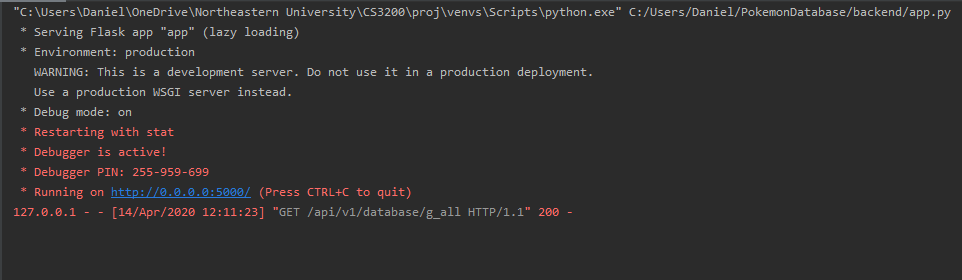 "C:\Users\Daniel\OneDrive\Northeastern University\CS3200\proj\venvs\Scripts\python.exe" C:/Users/Daniel/PokemonDatabase/backend/app.py
* Serving Flask app "app" (lazy loading)
* Environment: production
WARNING: This is a development server. Do not use it in a production deployment.
Use a production WSGI server instead.
* Debug mode: on
* Restarting with stat
* Debugger is active!
* Debugger PIN: 255-959-699
* Running on http://0.0.0.0:5000/ (Press CTRL+C to quit)
127.0.0.1 - - [14/Apr/2020 12:11:23] "GET /api/v1/database/g_all HTTP/1.1" 200 -